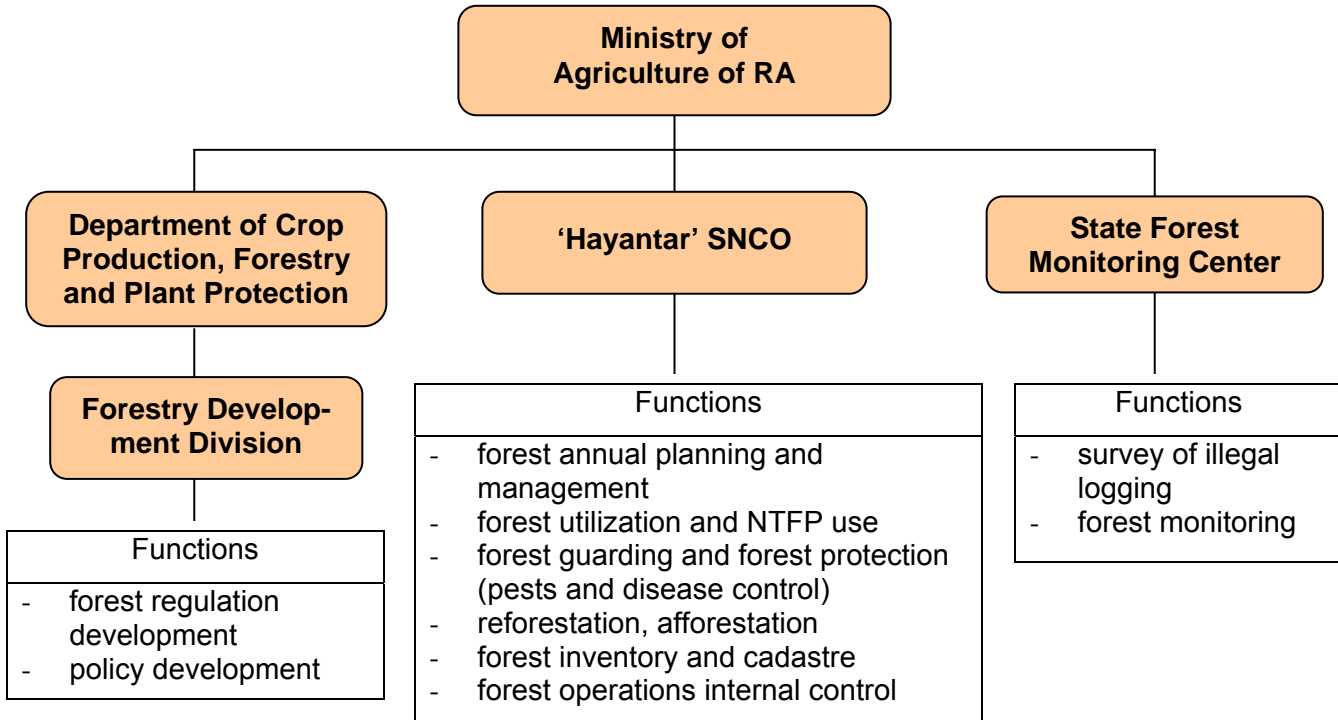 Ministry of
Agriculture of RA
Department of Crop
Production, Forestry
and Plant Protection
‘Hayantar’ SNCO
State Forest
Monitoring Center
Forestry Develop-
ment Division
Functions
- forest regulation
development
- policy development
Functions
- forest annual planning and
management
- forest utilization and NTFP use
- forest guarding and forest protection
(pests and disease control)
- reforestation, afforestation
- forest inventory and cadastre
- forest operations internal control
Functions
- survey of illegal
logging
- forest monitoring